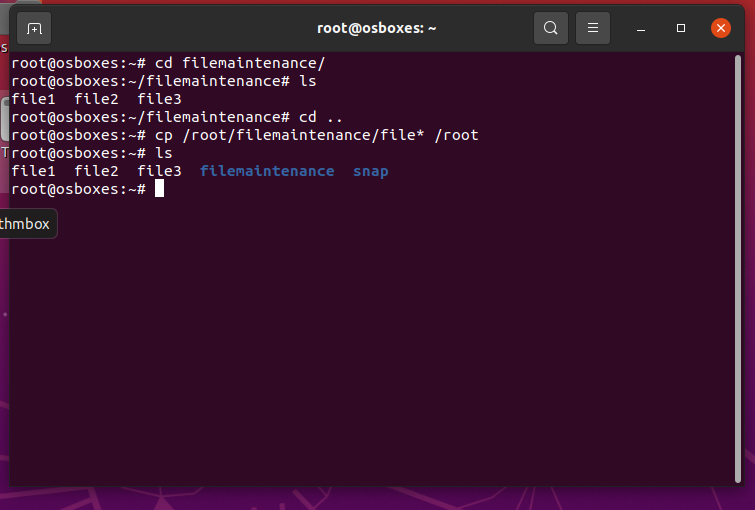 root@osboxes: ~
root@osboxes:~# cd filemaintenance/
root@osboxes:~/filemaintenance# ls
file1  file2  file3
root@osboxes:~/filemaintenance# cd ..
root@osboxes:~# cp /root/filemaintenance/file* /root
root@osboxes:~# ls
file1  file2  file3  filemaintenance  snap
root@osboxes:~#
thmbox
s
T